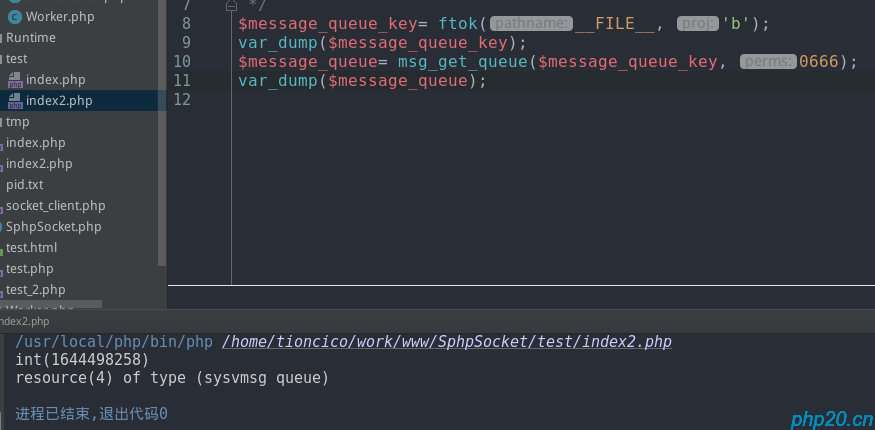 Worker.php
Runtime
test
index.php
index2.php
tmp
index.php
index2.php
pid.txt
socket_client.php
SphpSocket.php
test.html
test.php
test_2.php
7 */
8 $message_queue_key= ftok( pathname: __FILE__, proj: 'b');
9 var_dump($message_queue_key);
10 $message_queue= msg_get_queue($message_queue_key, perms: 0666);
11 var_dump($message_queue);
12
ndex2.php
/usr/local/php/bin/php /home/tioncico/work/www/SphpSocket/test/index2.php
int(1644498258)
resource(4) of type (sysvmsg queue)
进程已结束,退出代码0
php20.cn